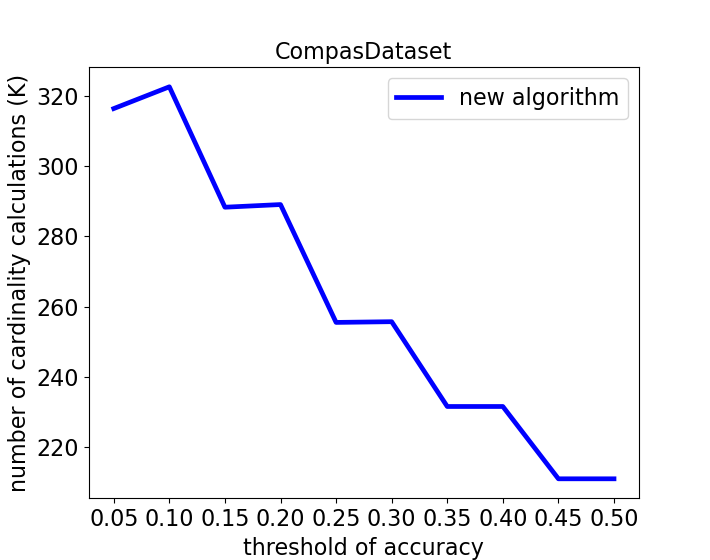 CompasDataset
new algorithm
number of cardinality calculations (K)
320
300
280
260
240
220
0.05 0.10 0.15 0.20 0.25 0.30 0.35 0.40 0.45 0.50
threshold of accuracy